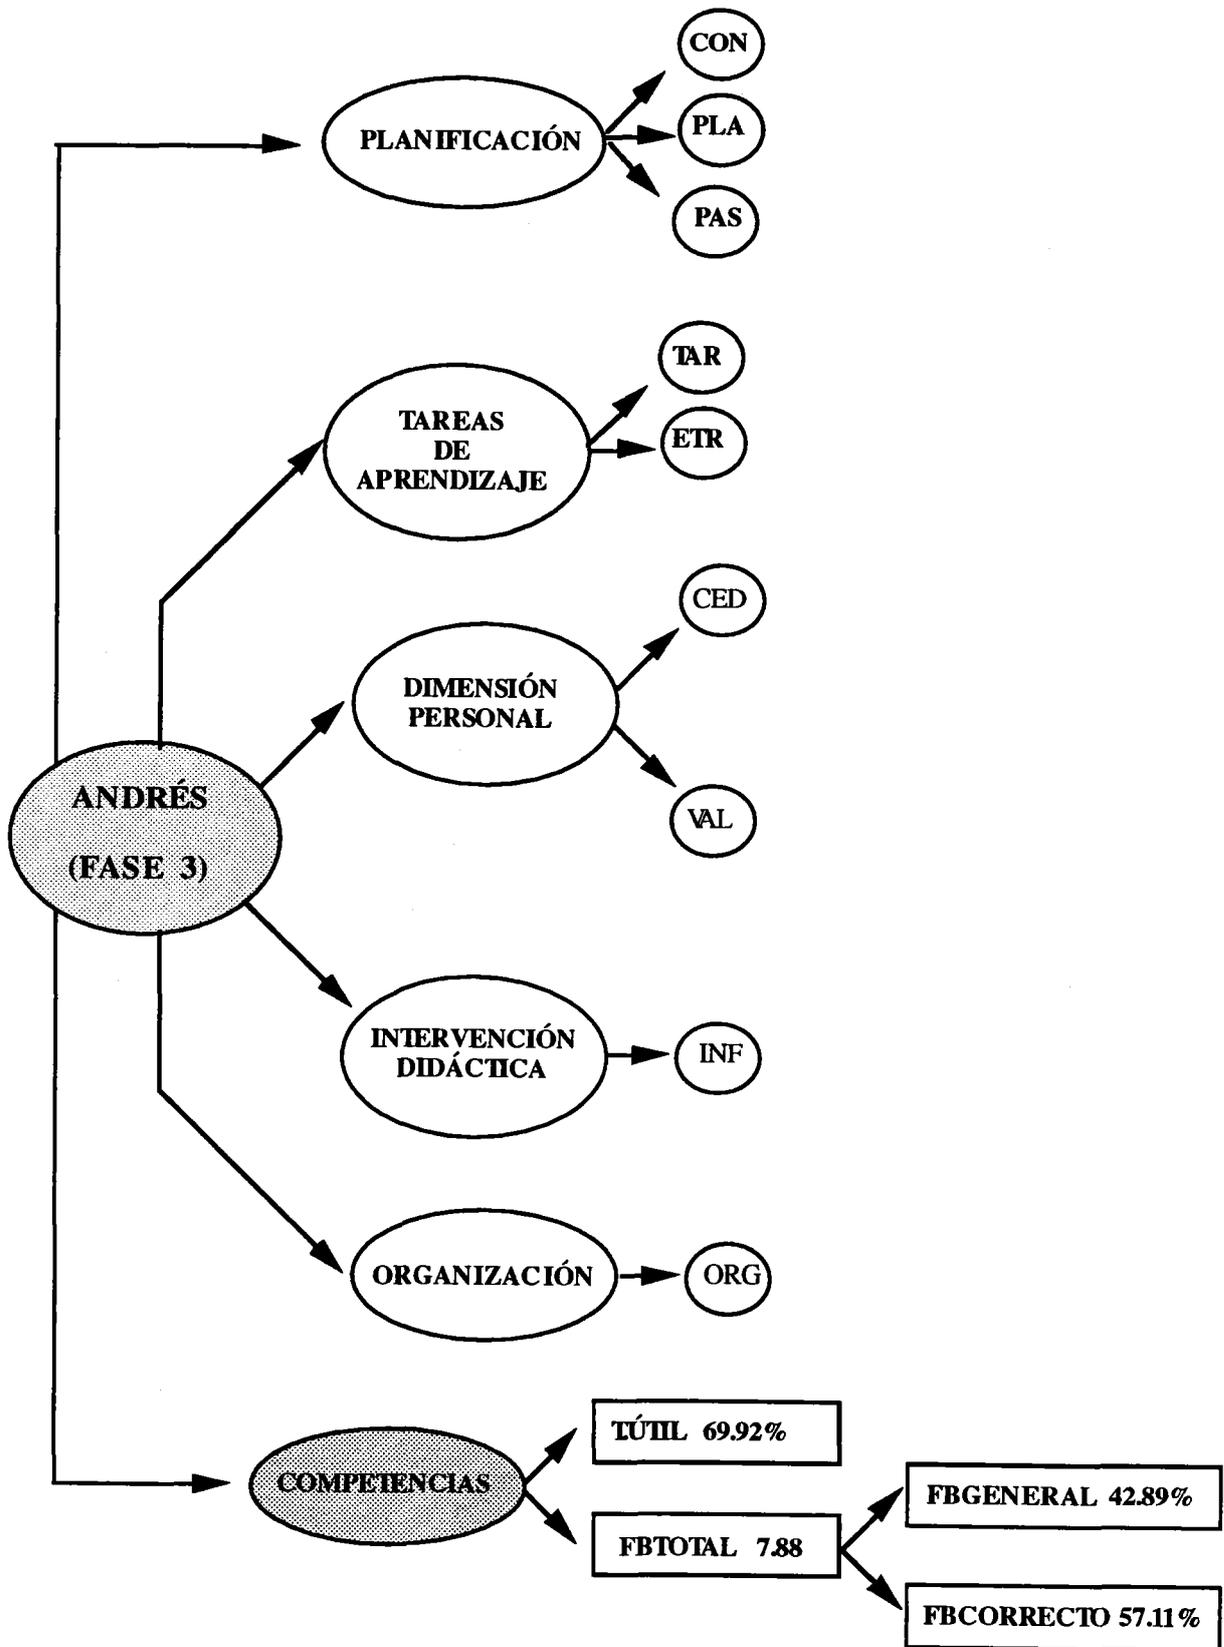 CON
PLANIFICACIÓN
PLA
PAS
TAR
TAREAS
DE
APRENDIZAJE
ETR
CED
DIMENSIÓN
PERSONAL
VAL
ANDRÉS
(FASE 3)
INTERVENCIÓN
DIDÁCTICA
INF
ORGANIZACIÓN
ORG
T.ÚTIL 69.92%
COMPETENCIAS
FBTOTAL 7.88
FBGENERAL 42.89%
FBCORRECTO 57.11%